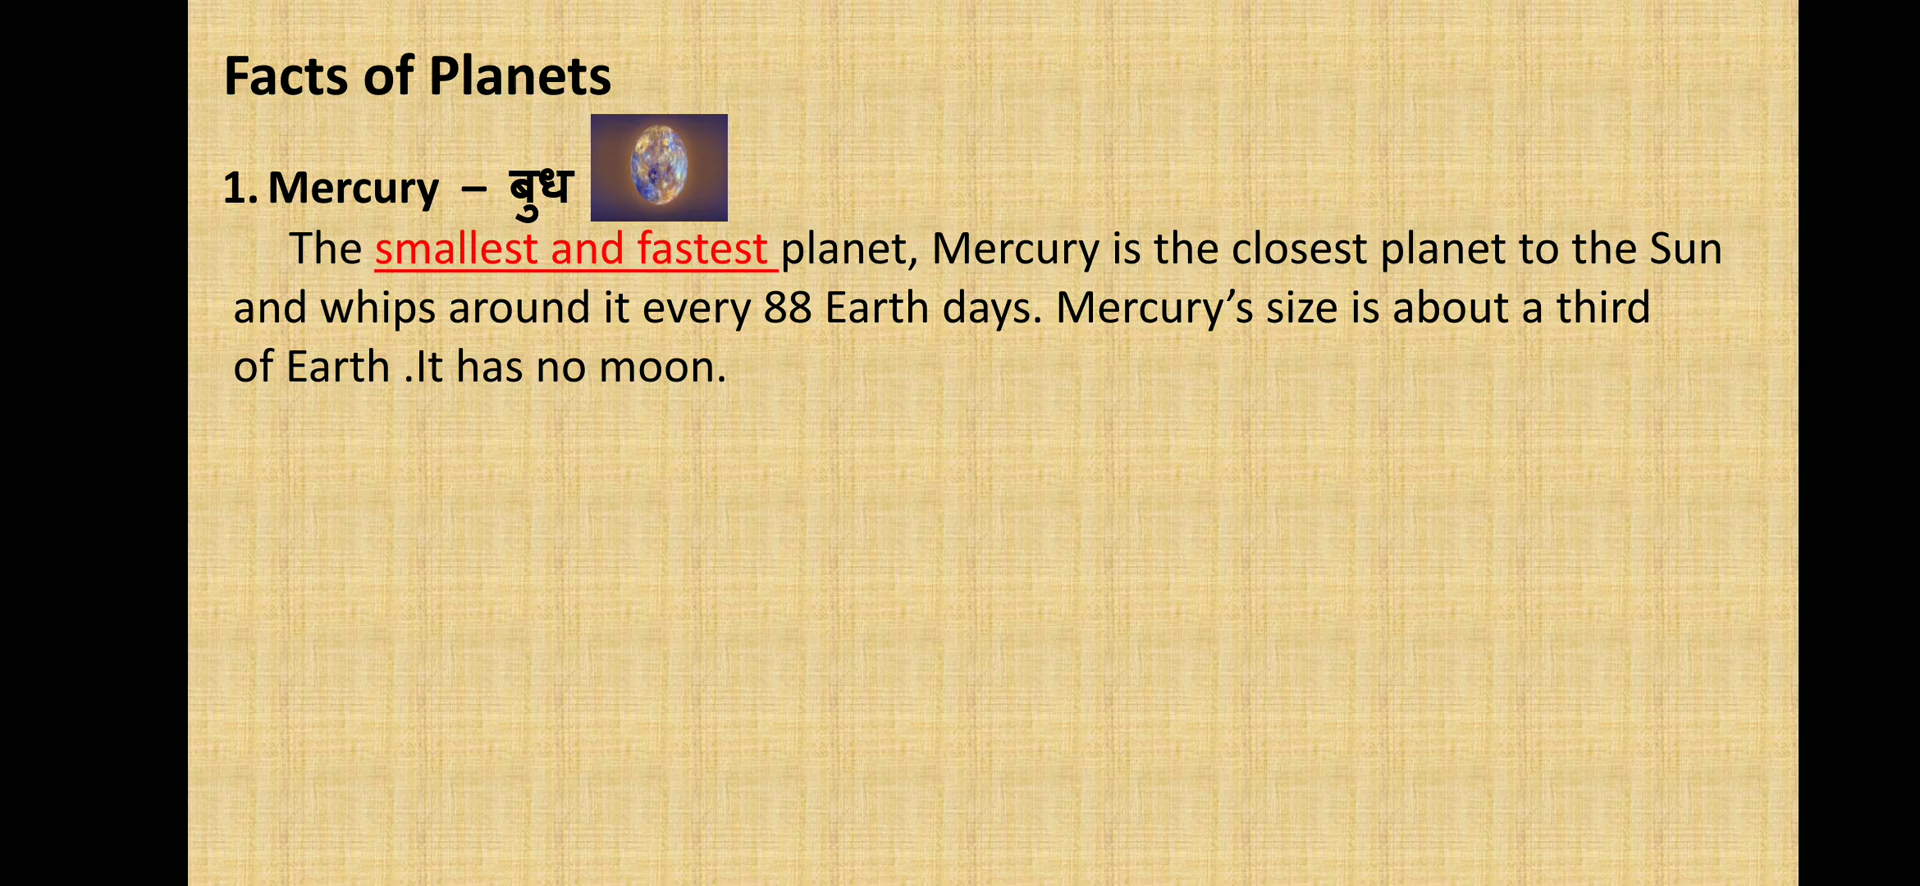 Facts of Planets
1. Mercury – बुध
The smallest and fastest planet, Mercury is the closest planet to the Sun
and whips around it every 88 Earth days. Mercury’s size is about a third
of Earth .It has no moon.